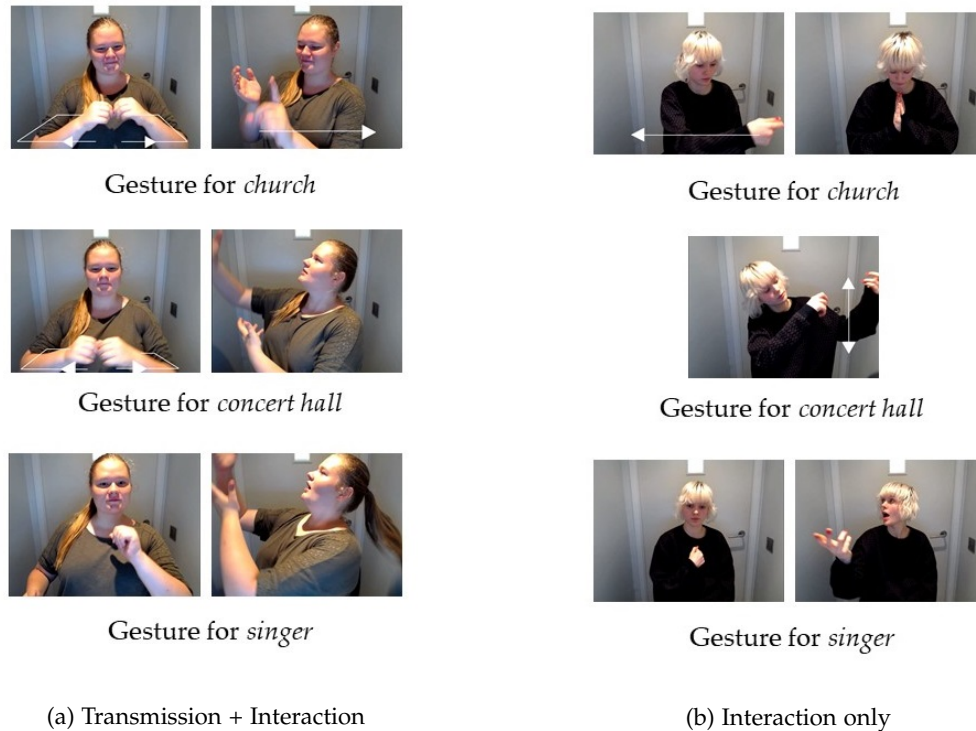 Gesture for church
Gesture for church
Gesture for concert hall
Gesture for concert hall
Gesture for singer
Gesture for singer
(a) Transmission + Interaction
(b) Interaction only